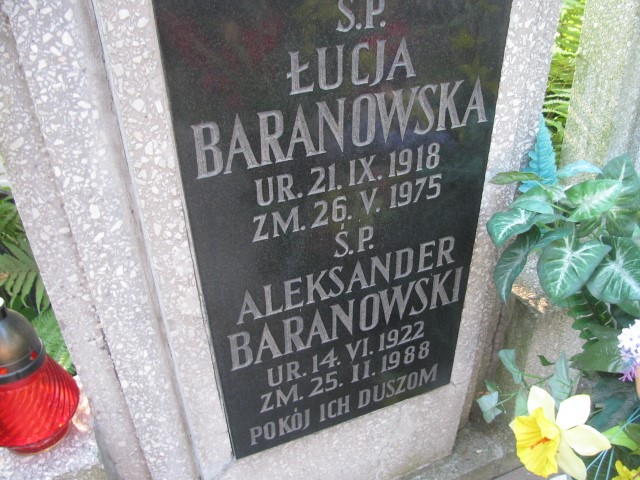 Ś.P.
ŁUCJA
BARANOWSKA
UR. 21. IX. 1918
ZM. 26. V. 1975
Ś.P.
ALEKSANDER
BARANOWSKI
UR. 14. VI. 1922
ZM. 25. II. 1988
POKÓJ ICH DUSZOM